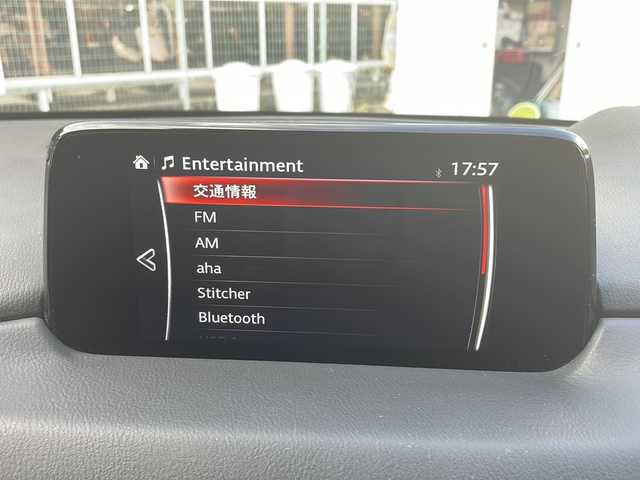 Entertainment 17:57
交通情報
FM
AM
aha
Stitcher
Bluetooth